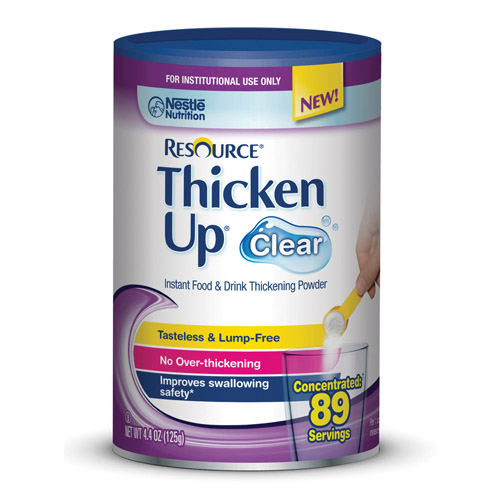 FOR INSTITUTIONAL USE ONLY
NEW!
Nestlé
Nutrition
RESOURCE®
Thicken
Up®
Clear
Instant Food & Drink Thickening Powder
Tasteless & Lump-Free
No Over-thickening
Improves swallowing
safety*
Concentrated:
89
Servings
NET WT 4.4 OZ (125g)